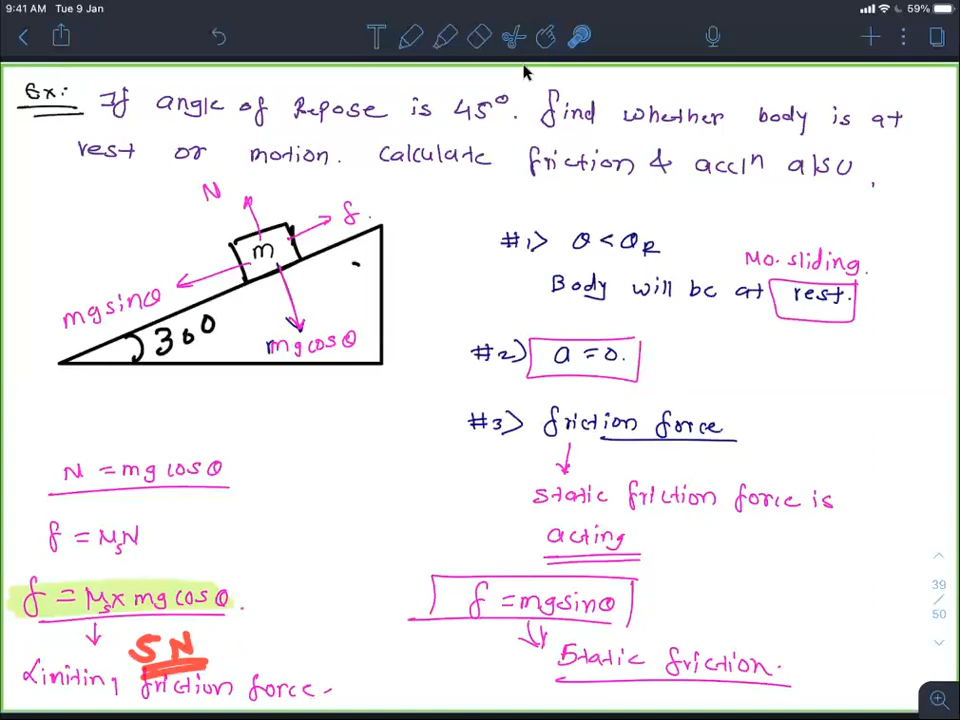 9:41 AM Tue 9 Jan
59%
Ex:
If angle of Repose is 45°. find whether body is at
rest or motion. Calculate friction & accln also.
N
f
m
mgsinθ
30°
mgcosθ
#1) θ < θR
No. sliding.
Body will be at rest.
#2) a = 0.
#3) friction force
static friction force is
acting
f = mgsinθ
Static friction.
N = mg cosθ
f = μsN
f = μs x mg cosθ.
5 N
Limiting friction force.
39
/
50